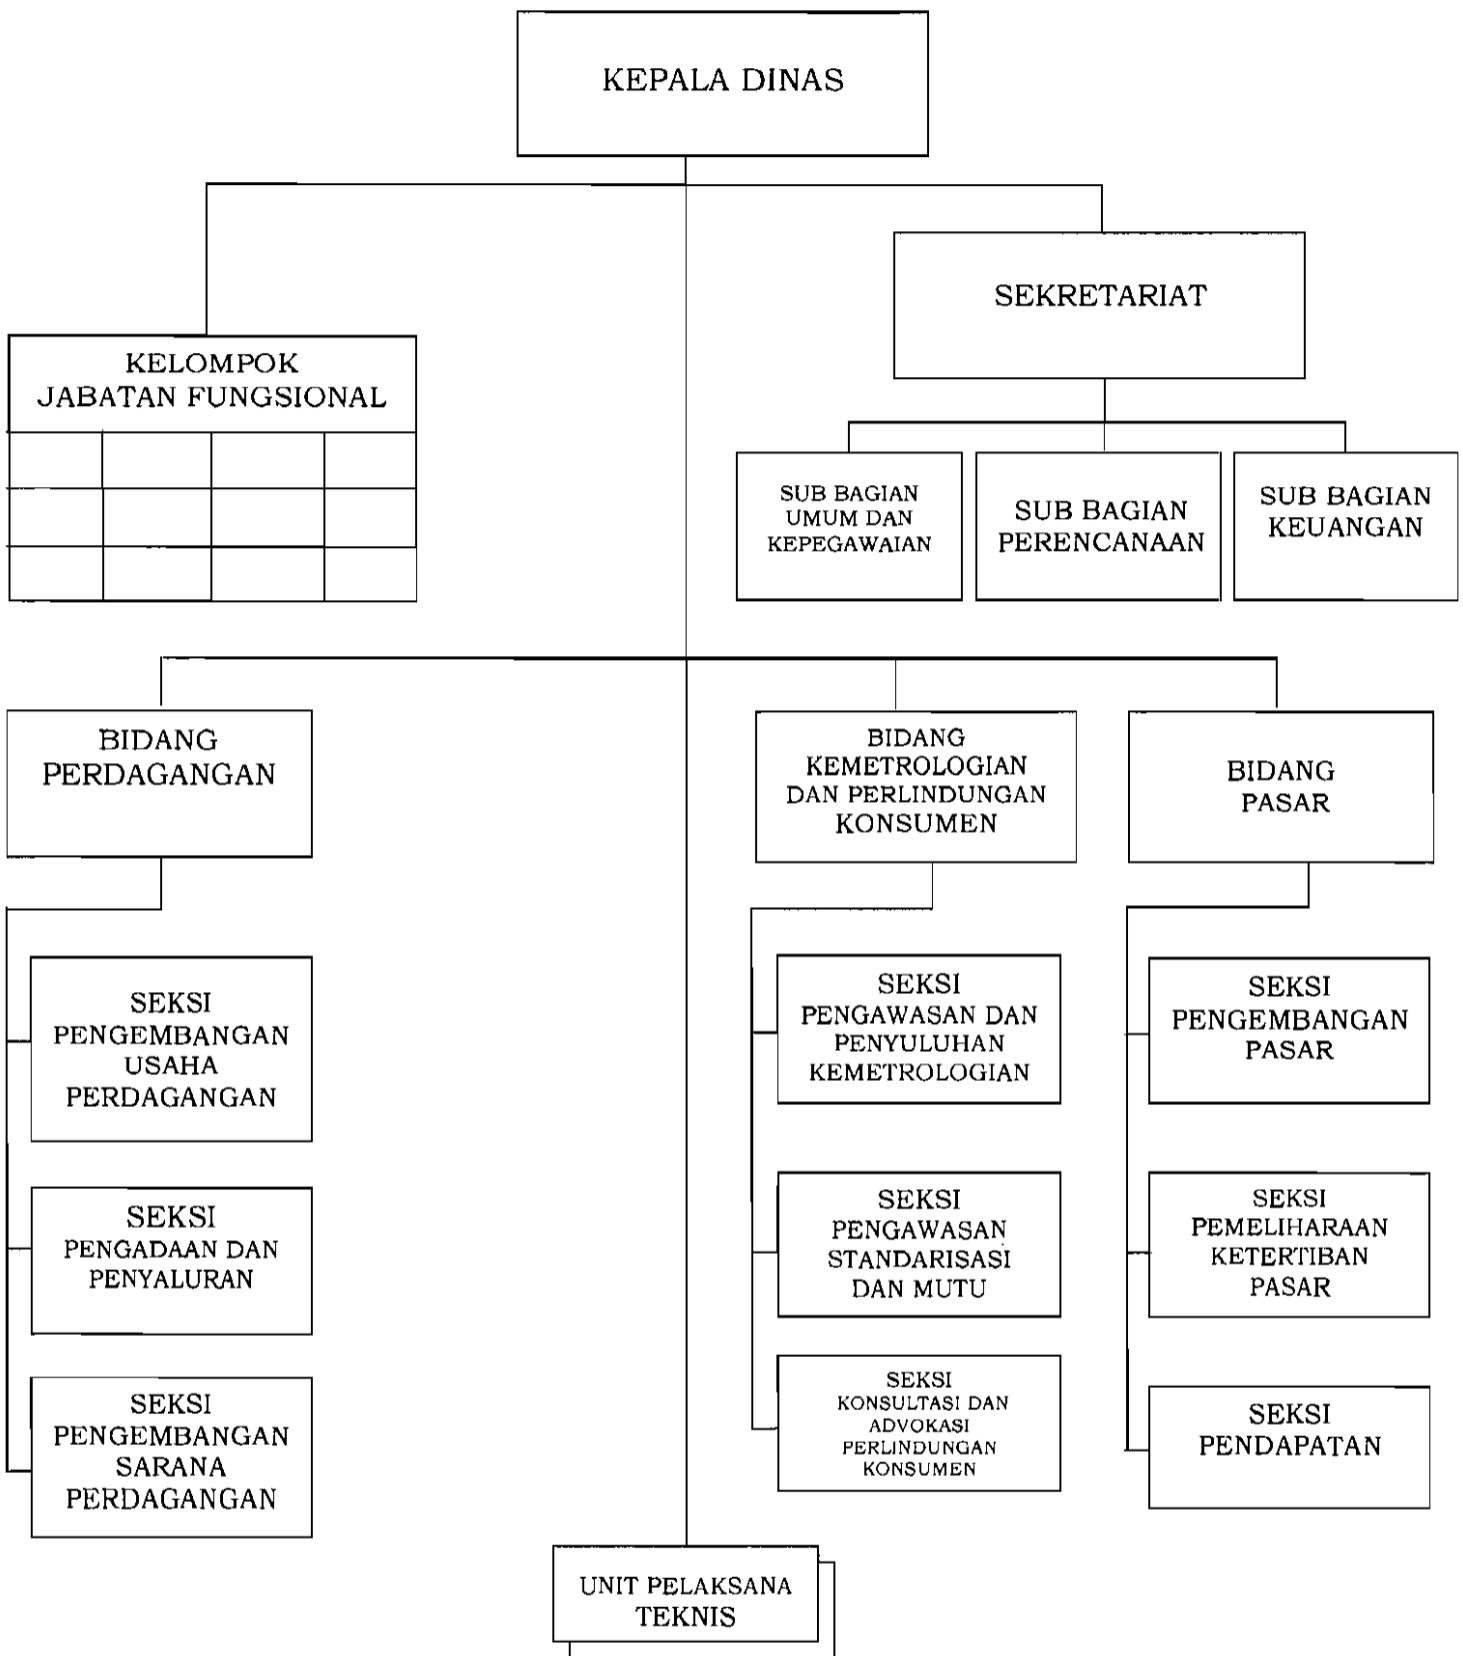 KEPALA DINAS
SEKRETARIAT
KELOMPOK
JABATAN FUNGSIONAL
SUB BAGIAN
UMUM DAN
KEPEGAWAIAN
SUB BAGIAN
PERENCANAAN
SUB BAGIAN
KEUANGAN
BIDANG
PERDAGANGAN
BIDANG
KEMETROLOGIAN
DAN PERLINDUNGAN
KONSUMEN
BIDANG
PASAR
SEKSI
PENGEMBANGAN
USAHA
PERDAGANGAN
SEKSI
PENGADAAN DAN
PENYALURAN
SEKSI
PENGEMBANGAN
SARANA
PERDAGANGAN
SEKSI
PENGAWASAN DAN
PENYULUHAN
KEMETROLOGIAN
SEKSI
PENGAWASAN
STANDARISASI
DAN MUTU
SEKSI
KONSULTASI DAN
ADVOKASI
PERLINDUNGAN
KONSUMEN
SEKSI
PENGEMBANGAN
PASAR
SEKSI
PEMELIHARAAN
KETERTIBAN
PASAR
SEKSI
PENDAPATAN
UNIT PELAKSANA
TEKNIS